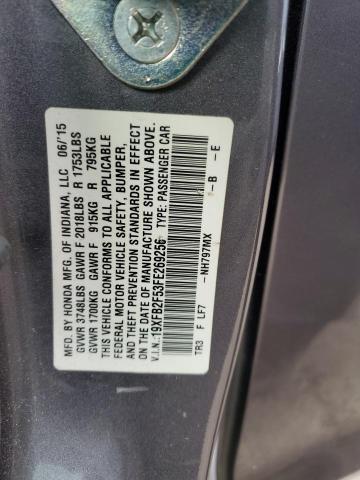 MFD. BY HONDA MFG. OF INDIANA, LLC 06/15
GVWR 3748LBS GAWR F 2018LBS R 1753LBS
GVWR 1700KG GAWR F 915KG R 795KG
THIS VEHICLE CONFORMS TO ALL APPLICABLE
FEDERAL MOTOR VEHICLE SAFETY, BUMPER,
AND THEFT PREVENTION STANDARDS IN EFFECT
ON DATE OF MANUFACTURE SHOWN ABOVE.
V.I.N.:19XFB2F53FE269256 TYPE: PASSENGER CAR
NH797MX -B -E
TR3 F LF7